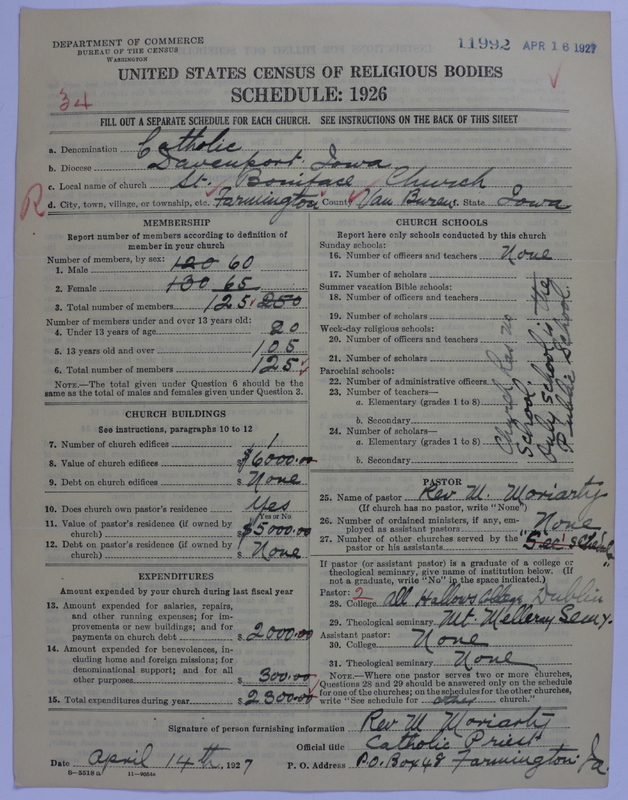 DEPARTMENT OF COMMERCE
BUREAU OF THE CENSUS
WASHINGTON
11992 APR 16 1927
UNITED STATES CENSUS OF RELIGIOUS BODIES
SCHEDULE: 1926
34
FILL OUT A SEPARATE SCHEDULE FOR EACH CHURCH. SEE INSTRUCTIONS ON THE BACK OF THIS SHEET
a. Denomination Catholic
b. Diocese Davenport Iowa
c. Local name of church St. Boniface Church
R
d. City, town, village, or township, etc. Farmington County Van Buren State Iowa
MEMBERSHIP
Report number of members according to definition of
member in your church
Number of members, by sex:
1. Male 120 60
2. Female 130 65
3. Total number of members 125 250
Number of members under and over 13 years old:
4. Under 13 years of age 20
5. 13 years old and over 105
6. Total number of members 125
NOTE.—The total given under Question 6 should be the
same as the total of males and females given under Question 3.
CHURCH BUILDINGS
See instructions, paragraphs 10 to 12
7. Number of church edifices 1
8. Value of church edifices $6000.00
9. Debt on church edifices $ None
10. Does church own pastor's residence Yes
Yes or No
11. Value of pastor's residence (if owned by
church) $5000.00
12. Debt on pastor's residence (if owned by
church) $ None
EXPENDITURES
Amount expended by your church during last fiscal year
13. Amount expended for salaries, repairs,
and other running expenses; for im-
provements or new buildings; and for
payments on church debt $ 2000.00
14. Amount expended for benevolences, in-
cluding home and foreign missions; for
denominational support; and for all
other purposes $ 300.00
15. Total expenditures during year $ 2300.00
CHURCH SCHOOLS
Report here only schools conducted by this church
Sunday schools:
16. Number of officers and teachers None
17. Number of scholars
Summer vacation Bible schools:
18. Number of officers and teachers
19. Number of scholars
Week-day religious schools:
20. Number of officers and teachers
21. Number of scholars
Parochial schools:
22. Number of administrative officers
23. Number of teachers—
a. Elementary (grades 1 to 8)
b. Secondary
24. Number of scholars—
a. Elementary (grades 1 to 8)
b. Secondary
Church has no
School.
Only School is the
Public School.
PASTOR
25. Name of pastor Rev M. Moriarty
(If church has no pastor, write "None")
26. Number of ordained ministers, if any, em-
ployed as assistant pastors None
27. Number of other churches served by the
pastor or his assistants
If pastor (or assistant pastor) is a graduate of a college or
theological seminary, give name of institution below. (If
not a graduate, write "No" in the space indicated.)
Pastor: 2
28. College All Hallows Dublin
29. Theological seminary Mt. Melleray Semy.
Assistant pastor:
30. College None
31. Theological seminary None
NOTE.—Where one pastor serves two or more churches,
Questions 28 and 29 should be answered only on the schedule
for one of the churches; on the schedules for the other churches,
write "See schedule for other church."
Signature of person furnishing information Rev M Moriarty
Official title Catholic Priest
Date April 14th, 1927 P. O. Address P.O. Box 48 Farmington Ia.